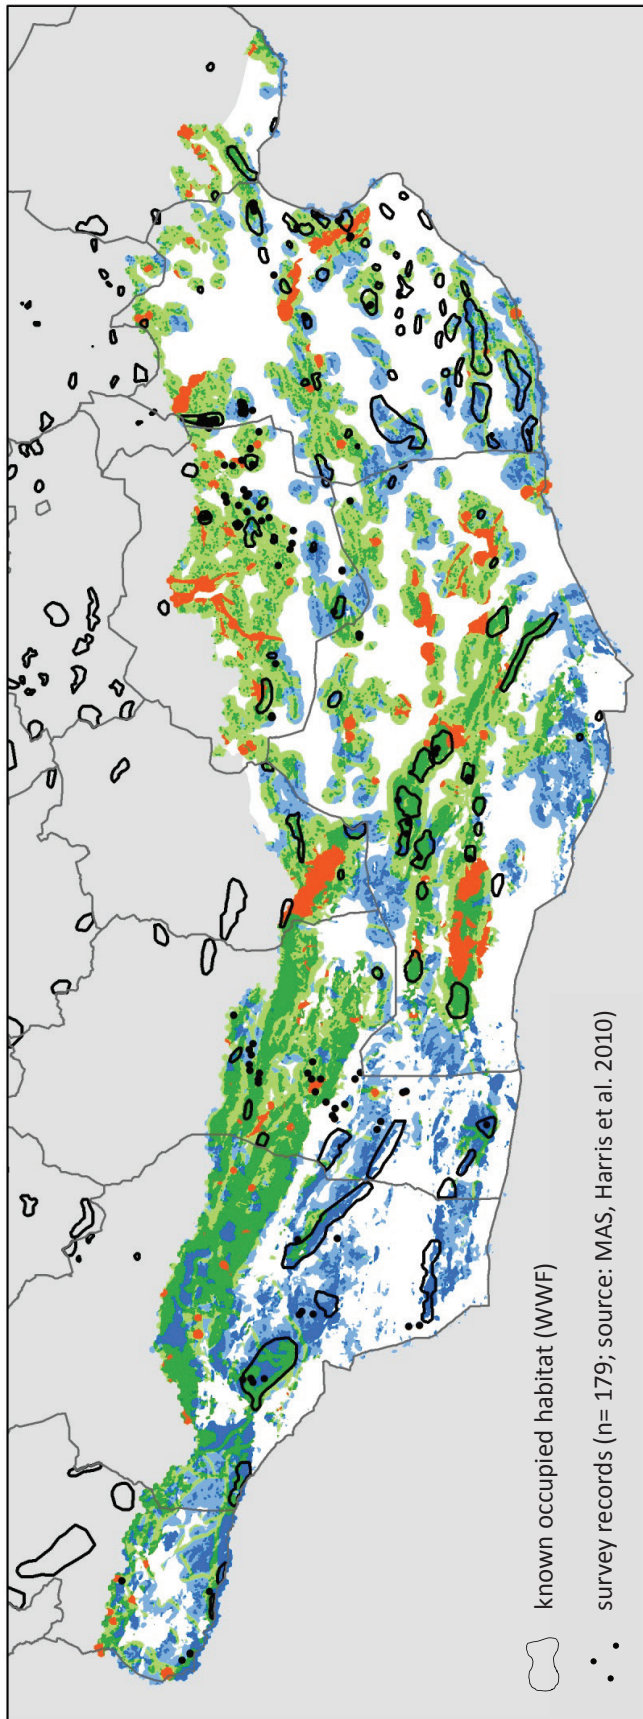 known occupied habitat (WWF)
survey records (n= 179; source: MAS, Harris et al. 2010)